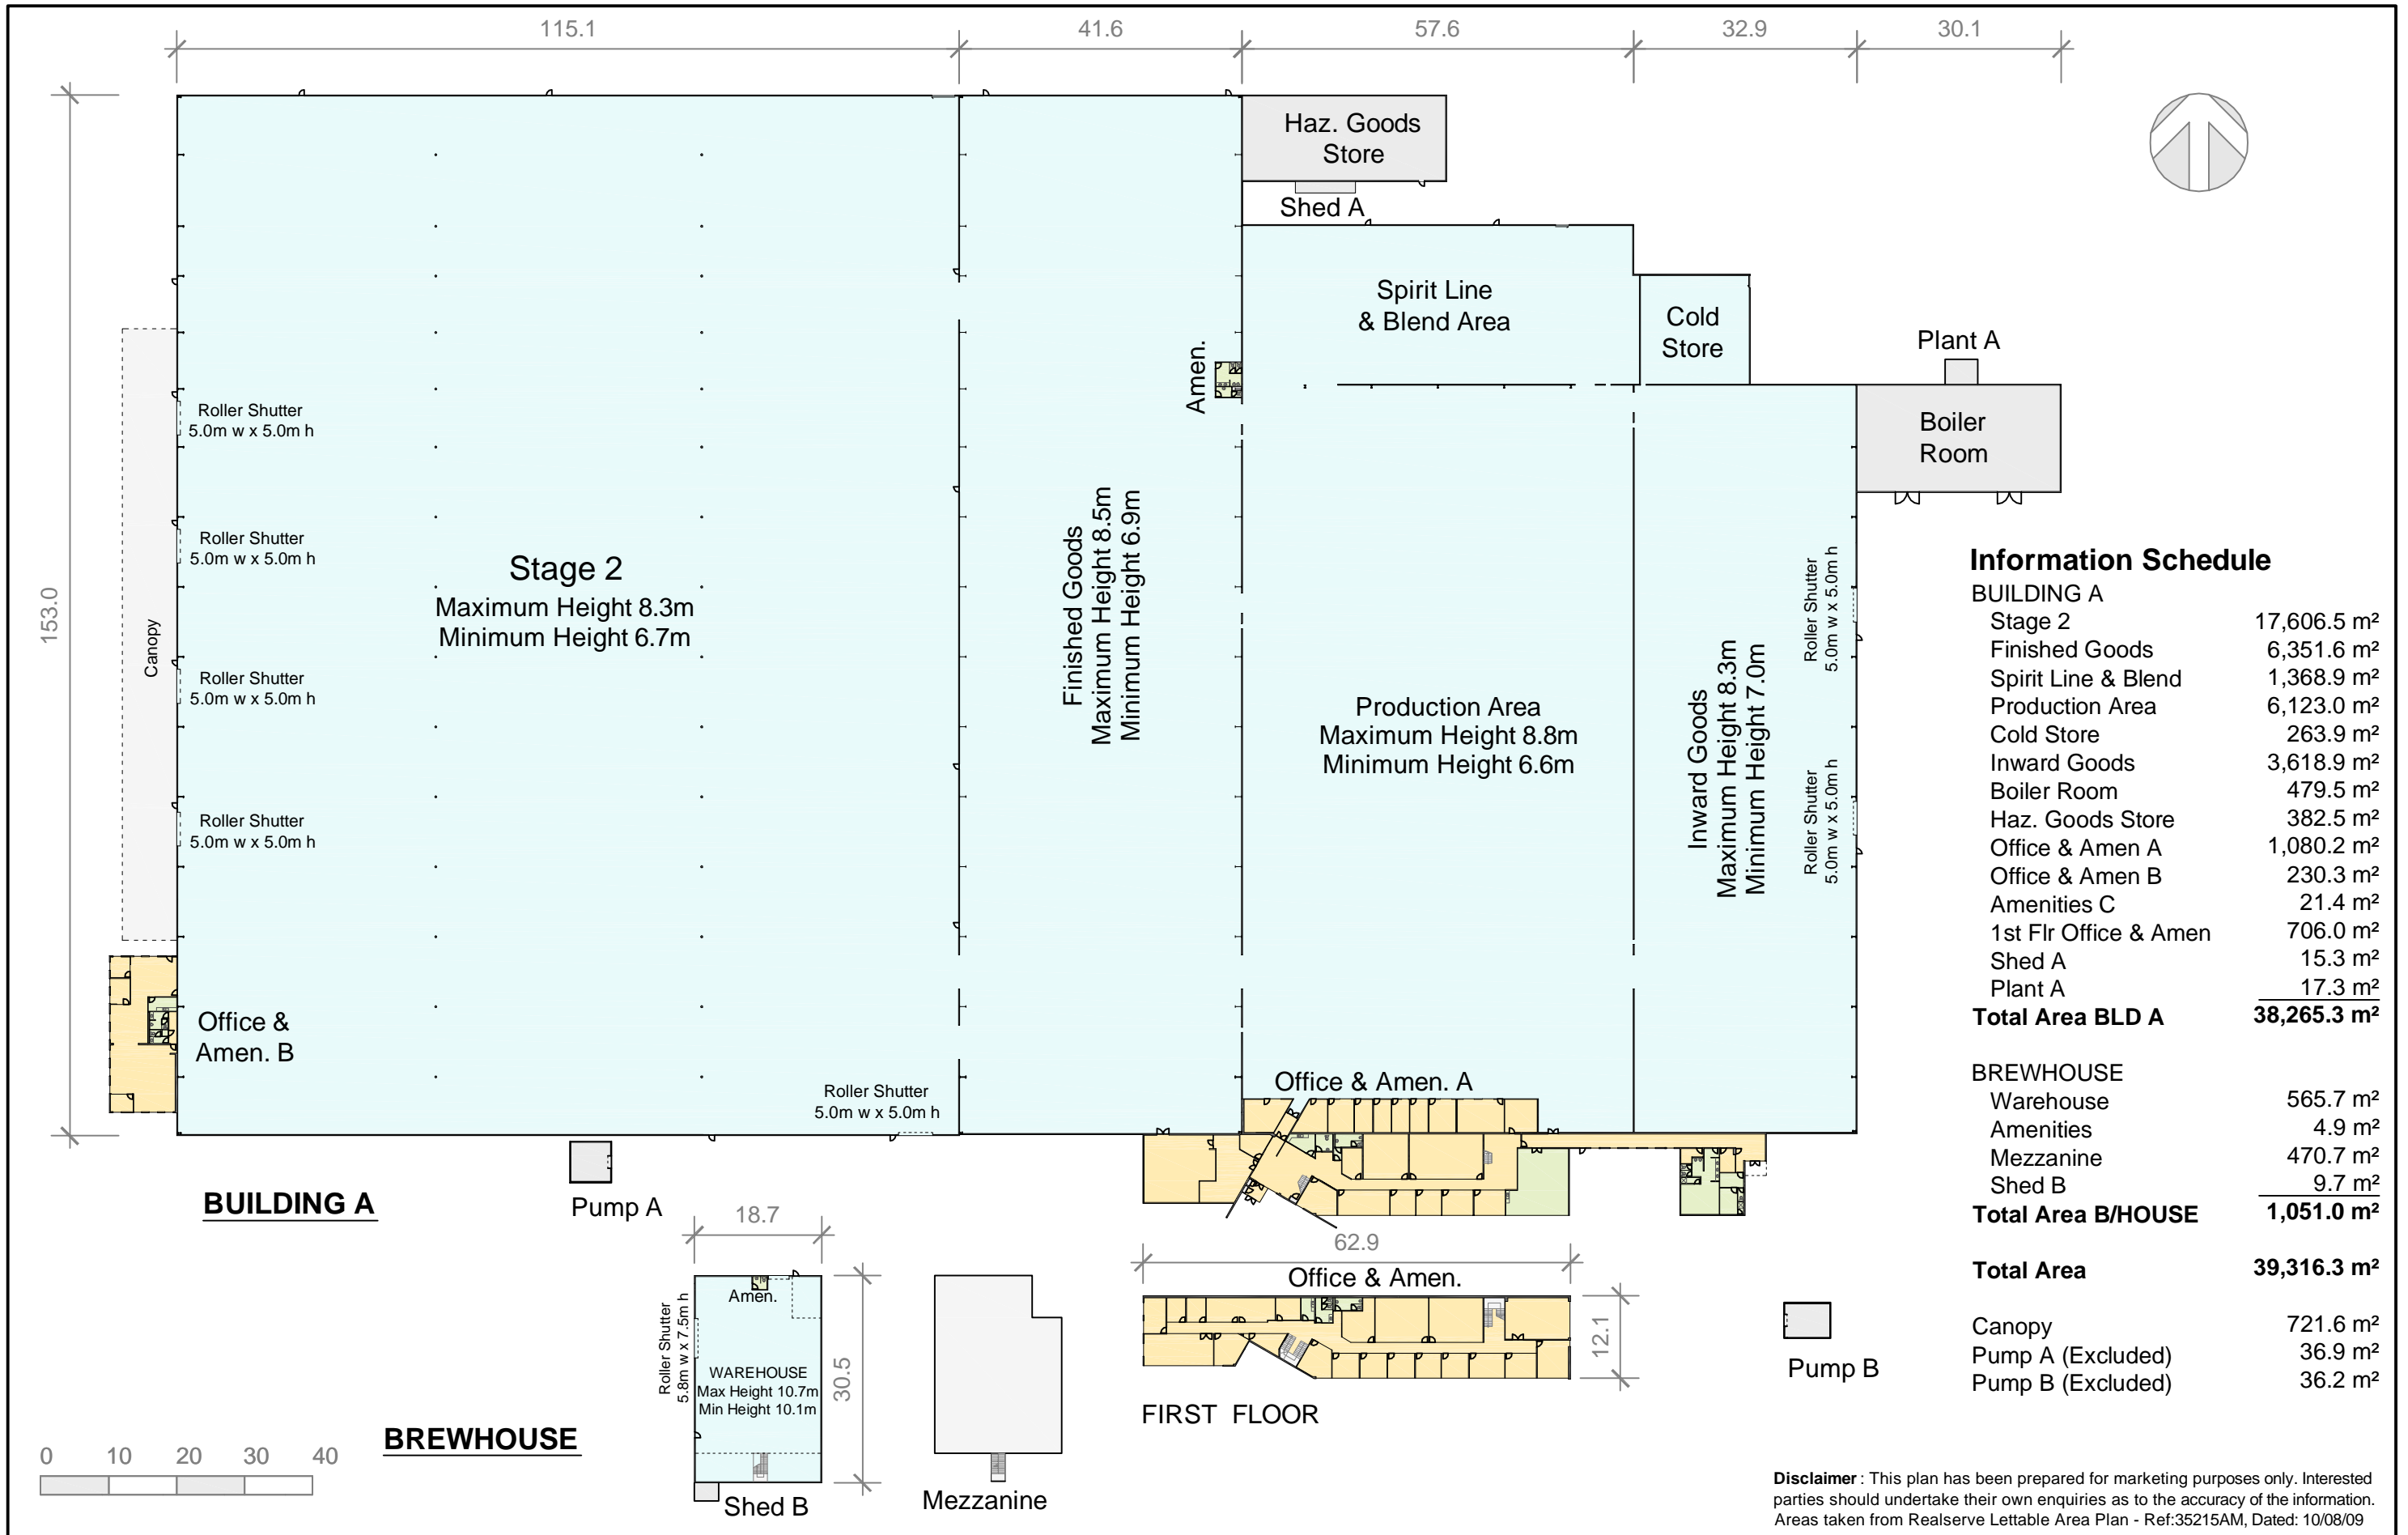 115.1
41.6
57.6
32.9
30.1
153.0
Haz. Goods
Store
Shed A
Spirit Line
& Blend Area
Cold
Store
Plant A
Boiler
Room
Amen.
Canopy
Roller Shutter
5.0m w x 5.0m h
Roller Shutter
5.0m w x 5.0m h
Roller Shutter
5.0m w x 5.0m h
Roller Shutter
5.0m w x 5.0m h
Stage 2
Maximum Height 8.3m
Minimum Height 6.7m
Finished Goods
Maximum Height 8.5m
Minimum Height 6.9m
Production Area
Maximum Height 8.8m
Minimum Height 6.6m
Inward Goods
Maximum Height 8.3m
Minimum Height 7.0m
Roller Shutter
5.0m w x 5.0m h
Roller Shutter
5.0m w x 5.0m h
Office &
Amen. B
Roller Shutter
5.0m w x 5.0m h
Office & Amen. A
BUILDING A
Pump A
18.7
Amen.
Roller Shutter
5.8m w x 7.5m h
WAREHOUSE
Max Height 10.7m
Min Height 10.1m
30.5
BREWHOUSE
Shed B
Mezzanine
62.9
Office & Amen.
12.1
FIRST FLOOR
Pump B
0 10 20 30 40
Information Schedule
BUILDING A
Stage 2 17,606.5 m²
Finished Goods 6,351.6 m²
Spirit Line & Blend 1,368.9 m²
Production Area 6,123.0 m²
Cold Store 263.9 m²
Inward Goods 3,618.9 m²
Boiler Room 479.5 m²
Haz. Goods Store 382.5 m²
Office & Amen A 1,080.2 m²
Office & Amen B 230.3 m²
Amenities C 21.4 m²
1st Flr Office & Amen 706.0 m²
Shed A 15.3 m²
Plant A 17.3 m²
Total Area BLD A 38,265.3 m²
BREWHOUSE
Warehouse 565.7 m²
Amenities 4.9 m²
Mezzanine 470.7 m²
Shed B 9.7 m²
Total Area B/HOUSE 1,051.0 m²
Total Area 39,316.3 m²
Canopy 721.6 m²
Pump A (Excluded) 36.9 m²
Pump B (Excluded) 36.2 m²
Disclaimer : This plan has been prepared for marketing purposes only. Interested
parties should undertake their own enquiries as to the accuracy of the information.
Areas taken from Realserve Lettable Area Plan - Ref:35215AM, Dated: 10/08/09